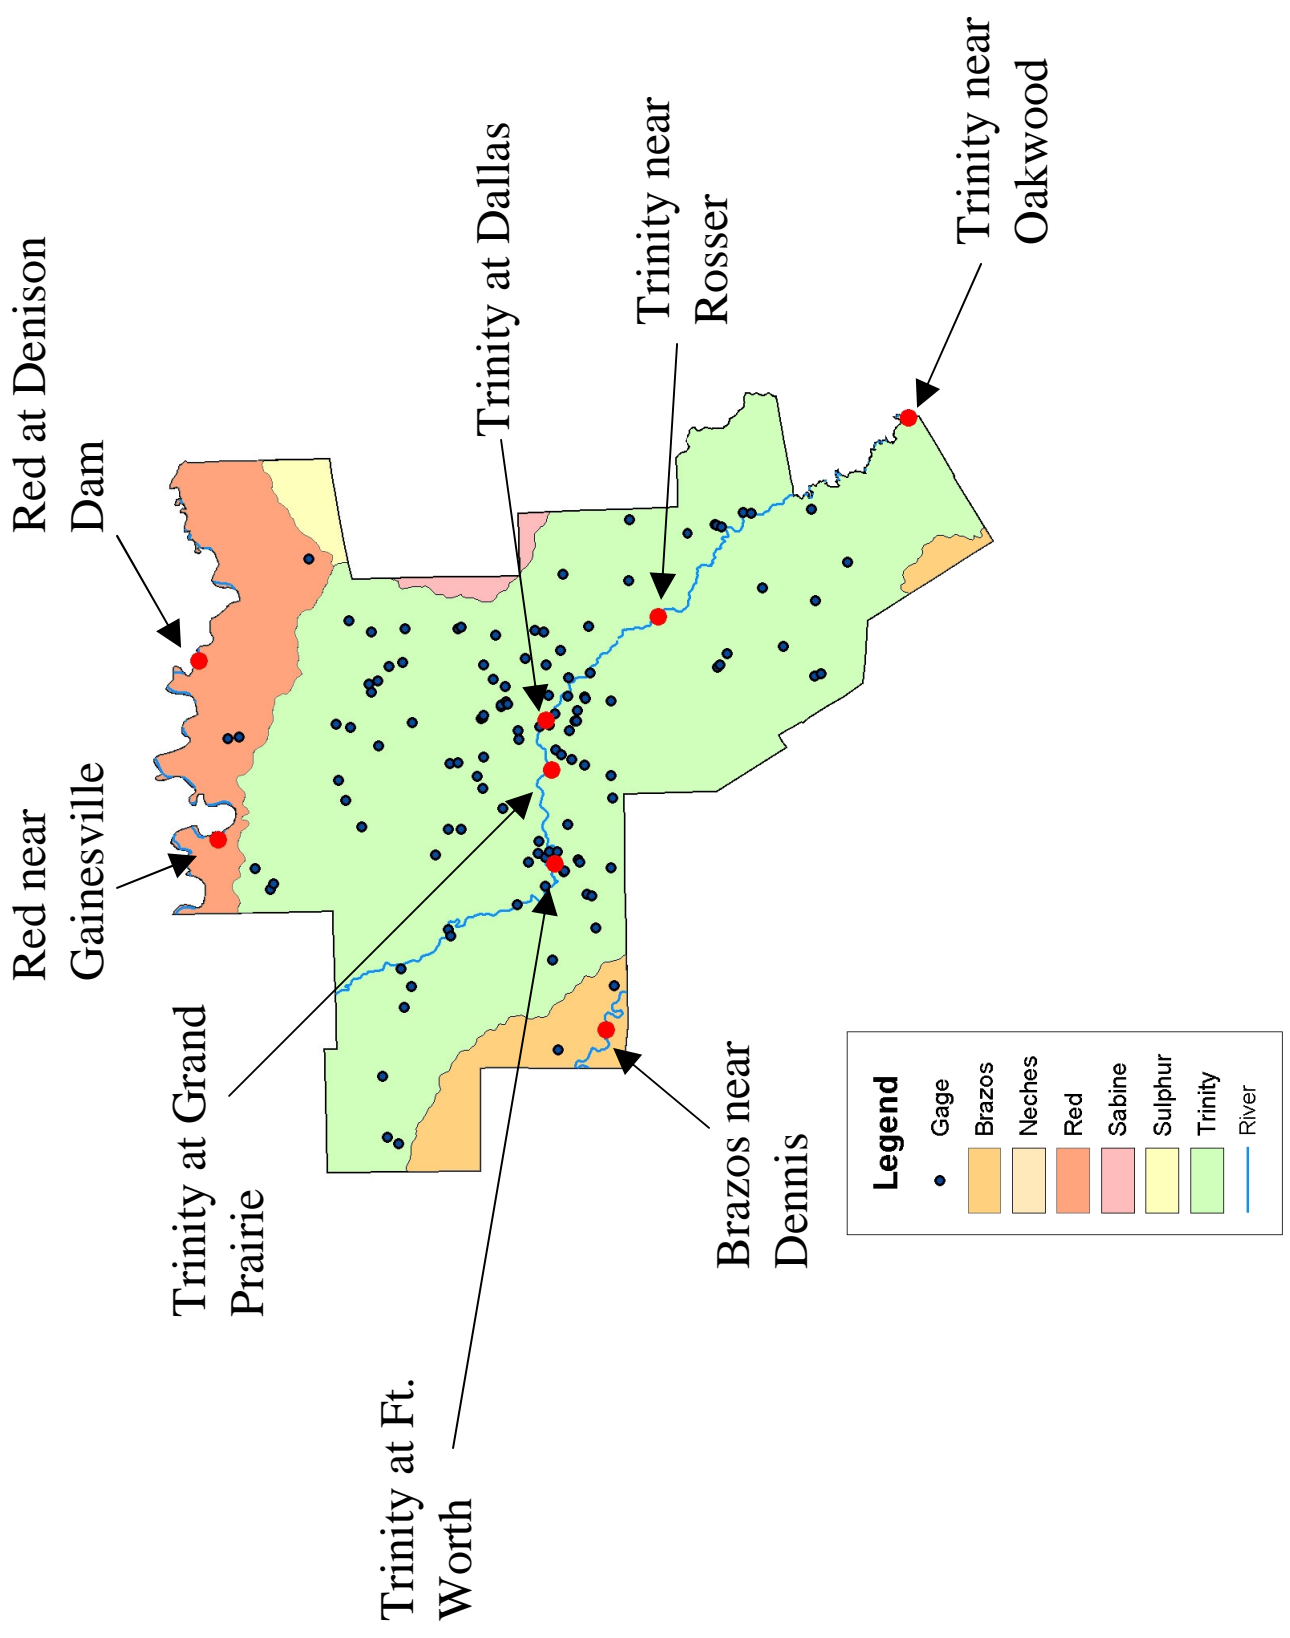 Red at Denison
Dam
Red near
Gainesville
Trinity at Grand
Prairie
Trinity at Ft.
Worth
Trinity at Dallas
Trinity near
Rosser
Trinity near
Oakwood
Brazos near
Dennis
Legend
Gage
Brazos
Neches
Red
Sabine
Sulphur
Trinity
River